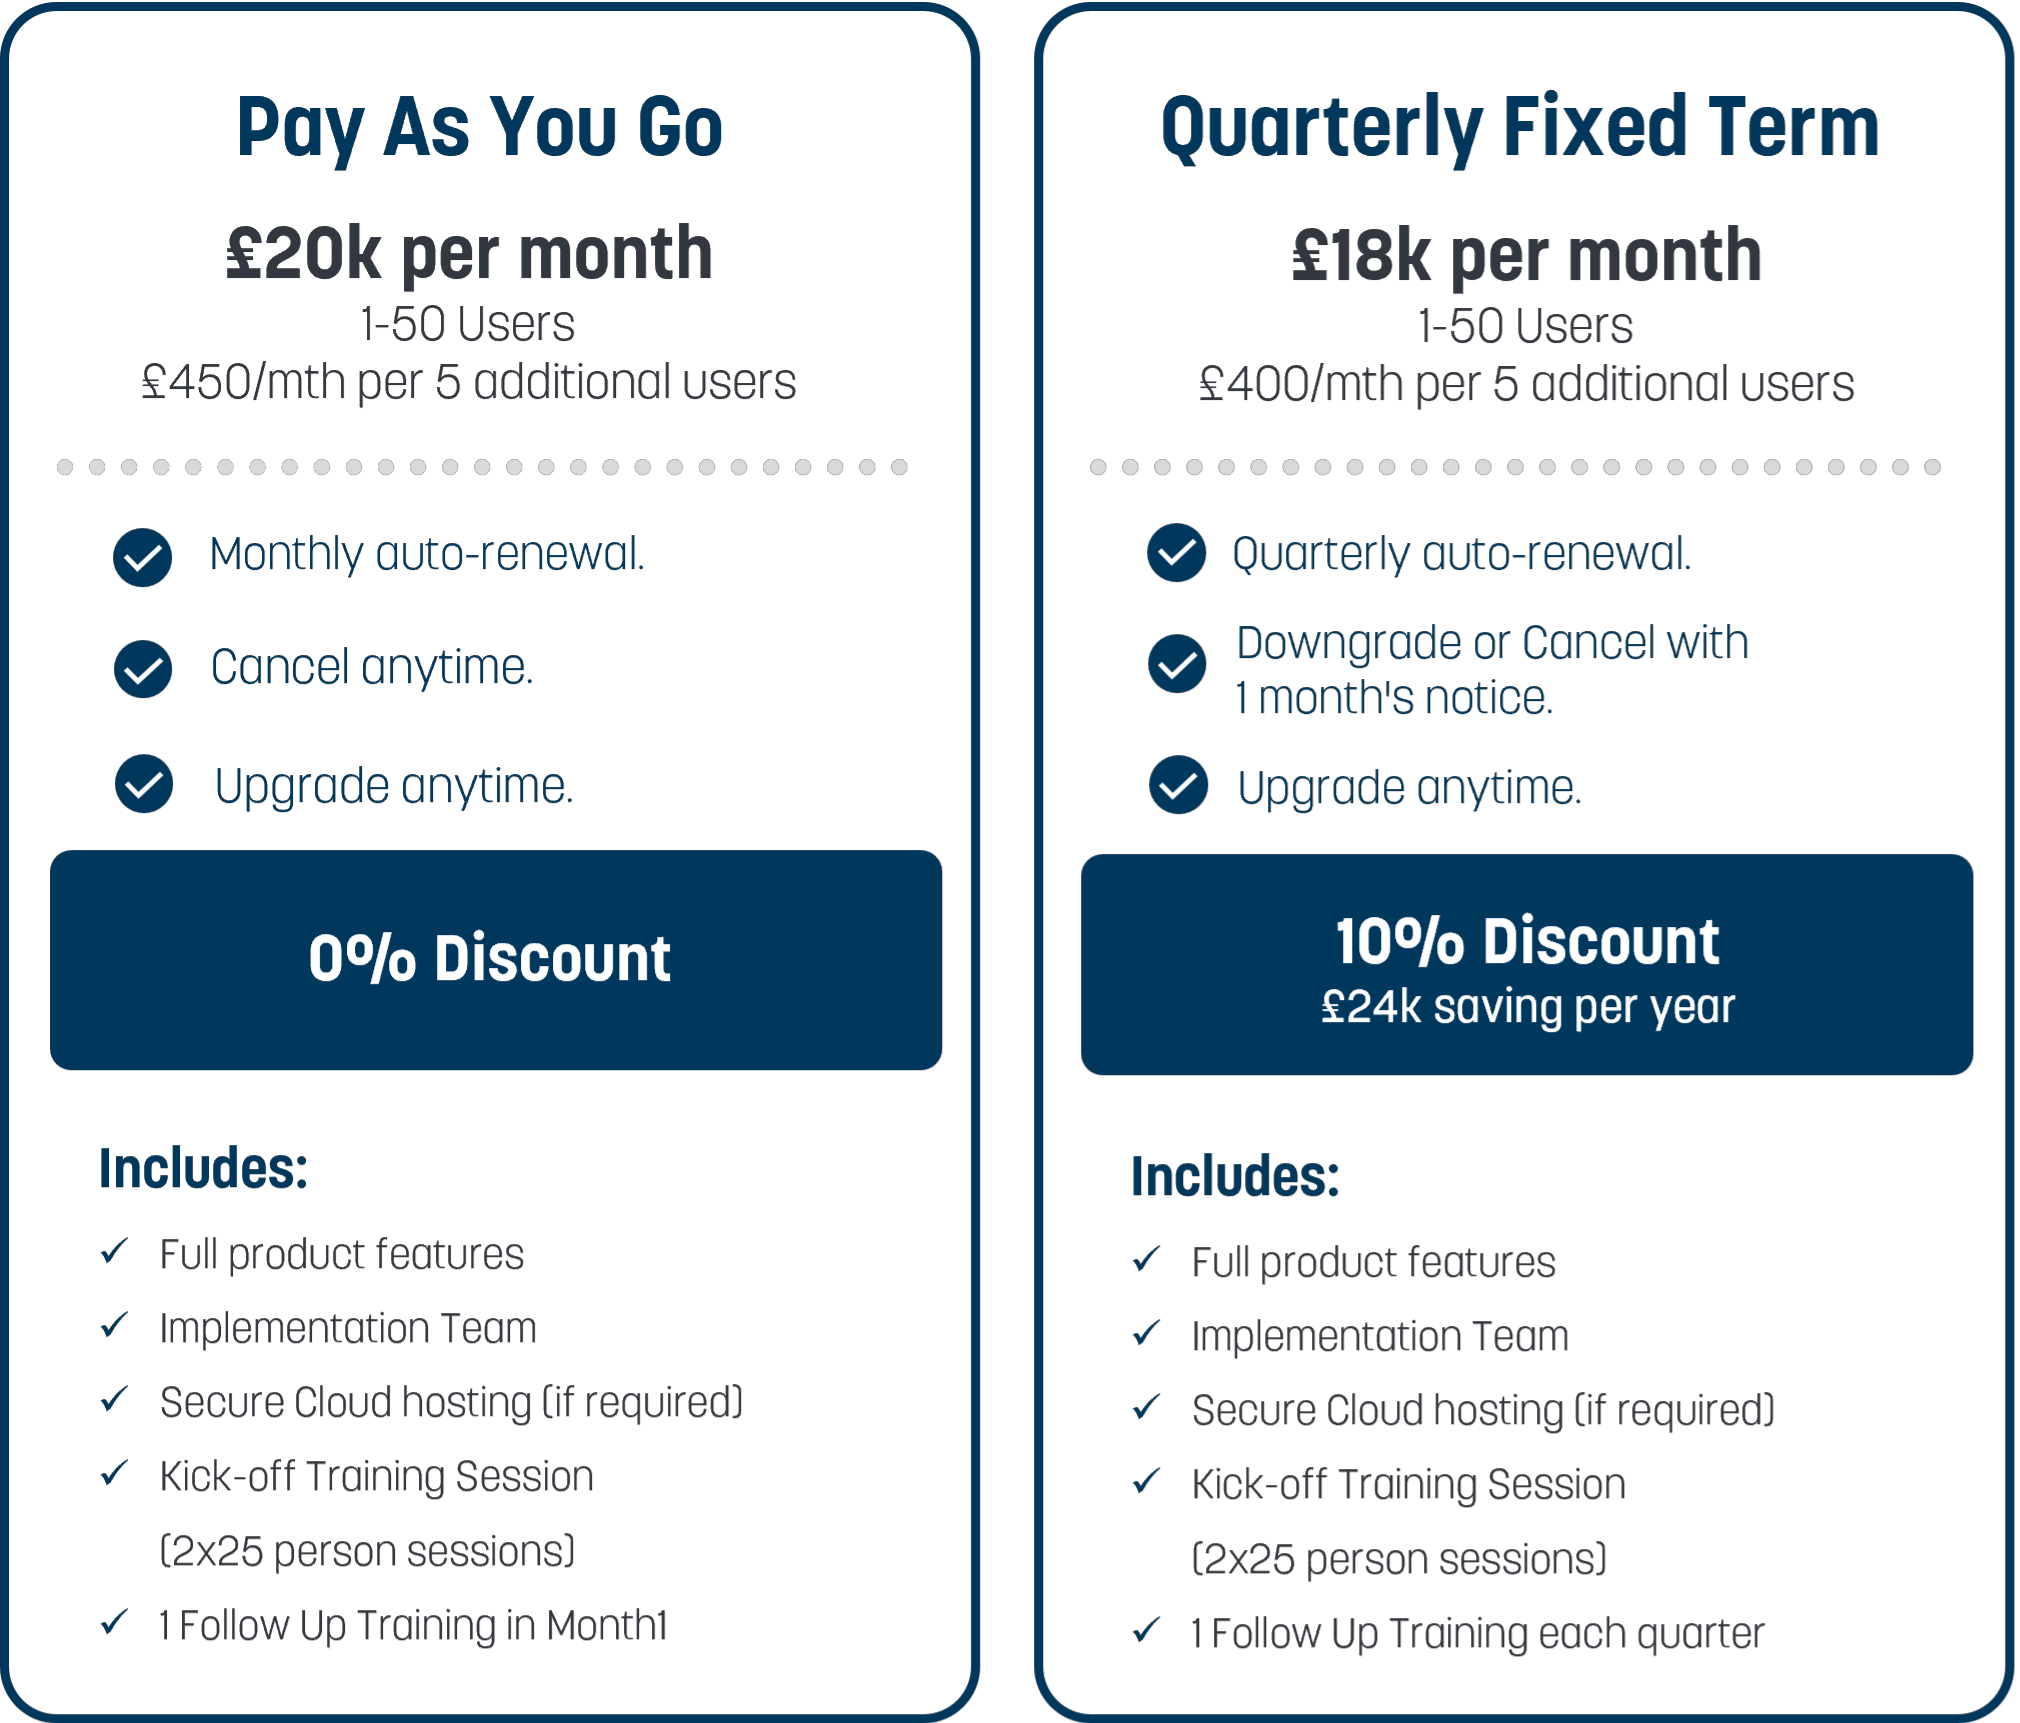 Pay As You Go
£20k per month
1-50 Users
£450/mth per 5 additional users
Monthly auto-renewal.
Cancel anytime.
Upgrade anytime.
0% Discount
Includes:
Full product features
Implementation Team
Secure Cloud hosting (if required)
Kick-off Training Session
(2x25 person sessions)
1 Follow Up Training in Month1
Quarterly Fixed Term
£18k per month
1-50 Users
£400/mth per 5 additional users
Quarterly auto-renewal.
Downgrade or Cancel with
1 month's notice.
Upgrade anytime.
10% Discount
£24k saving per year
Includes:
Full product features
Implementation Team
Secure Cloud hosting (if required)
Kick-off Training Session
(2x25 person sessions)
1 Follow Up Training each quarter